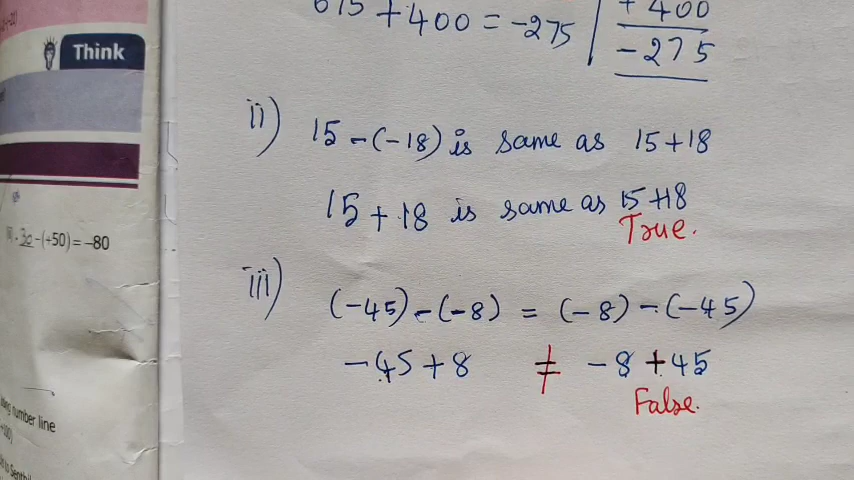 Think
-(+50) = -80
number line
675 + 400 = -275
+ 400
-275
ii) 15 - (-18) is same as 15+18
15 + 18 is same as 15+18
True.
iii) (-45) - (-8) = (-8) - (-45)
-45 + 8 ≠ -8 + 45
False.